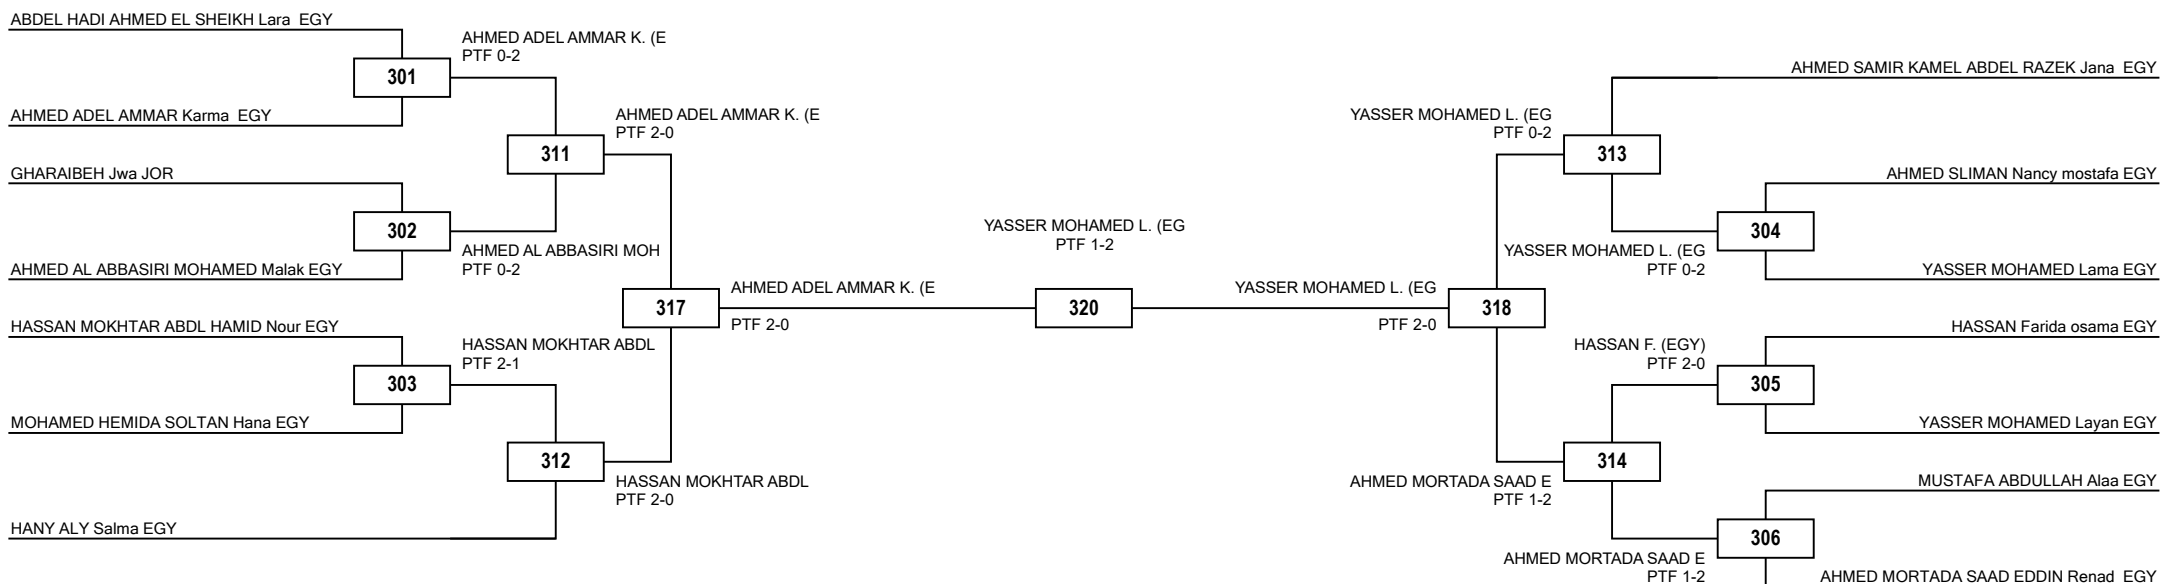 ABDEL HADI AHMED EL SHEIKH Lara EGY
AHMED ADEL AMMAR K. (E
PTF 0-2
301
AHMED ADEL AMMAR Karma EGY
AHMED ADEL AMMAR K. (E
PTF 2-0
311
GHARAIBEH Jwa JOR
302
AHMED AL ABBASIRI MOH
PTF 0-2
AHMED AL ABBASIRI MOHAMED Malak EGY
317
AHMED ADEL AMMAR K. (E
PTF 2-0
HASSAN MOKHTAR ABDL HAMID Nour EGY
HASSAN MOKHTAR ABDL
PTF 2-1
303
MOHAMED HEMIDA SOLTAN Hana EGY
312
HASSAN MOKHTAR ABDL
PTF 2-0
HANY ALY Salma EGY
YASSER MOHAMED L. (EG
PTF 1-2
320
AHMED SAMIR KAMEL ABDEL RAZEK Jana EGY
YASSER MOHAMED L. (EG
PTF 0-2
313
AHMED SLIMAN Nancy mostafa EGY
304
YASSER MOHAMED L. (EG
PTF 0-2
YASSER MOHAMED Lama EGY
YASSER MOHAMED L. (EG
PTF 2-0
318
HASSAN Farida osama EGY
HASSAN F. (EGY)
PTF 2-0
305
YASSER MOHAMED Layan EGY
314
AHMED MORTADA SAAD E
PTF 1-2
MUSTAFA ABDULLAH Alaa EGY
306
AHMED MORTADA SAAD E
PTF 1-2
AHMED MORTADA SAAD EDDIN Renad EGY